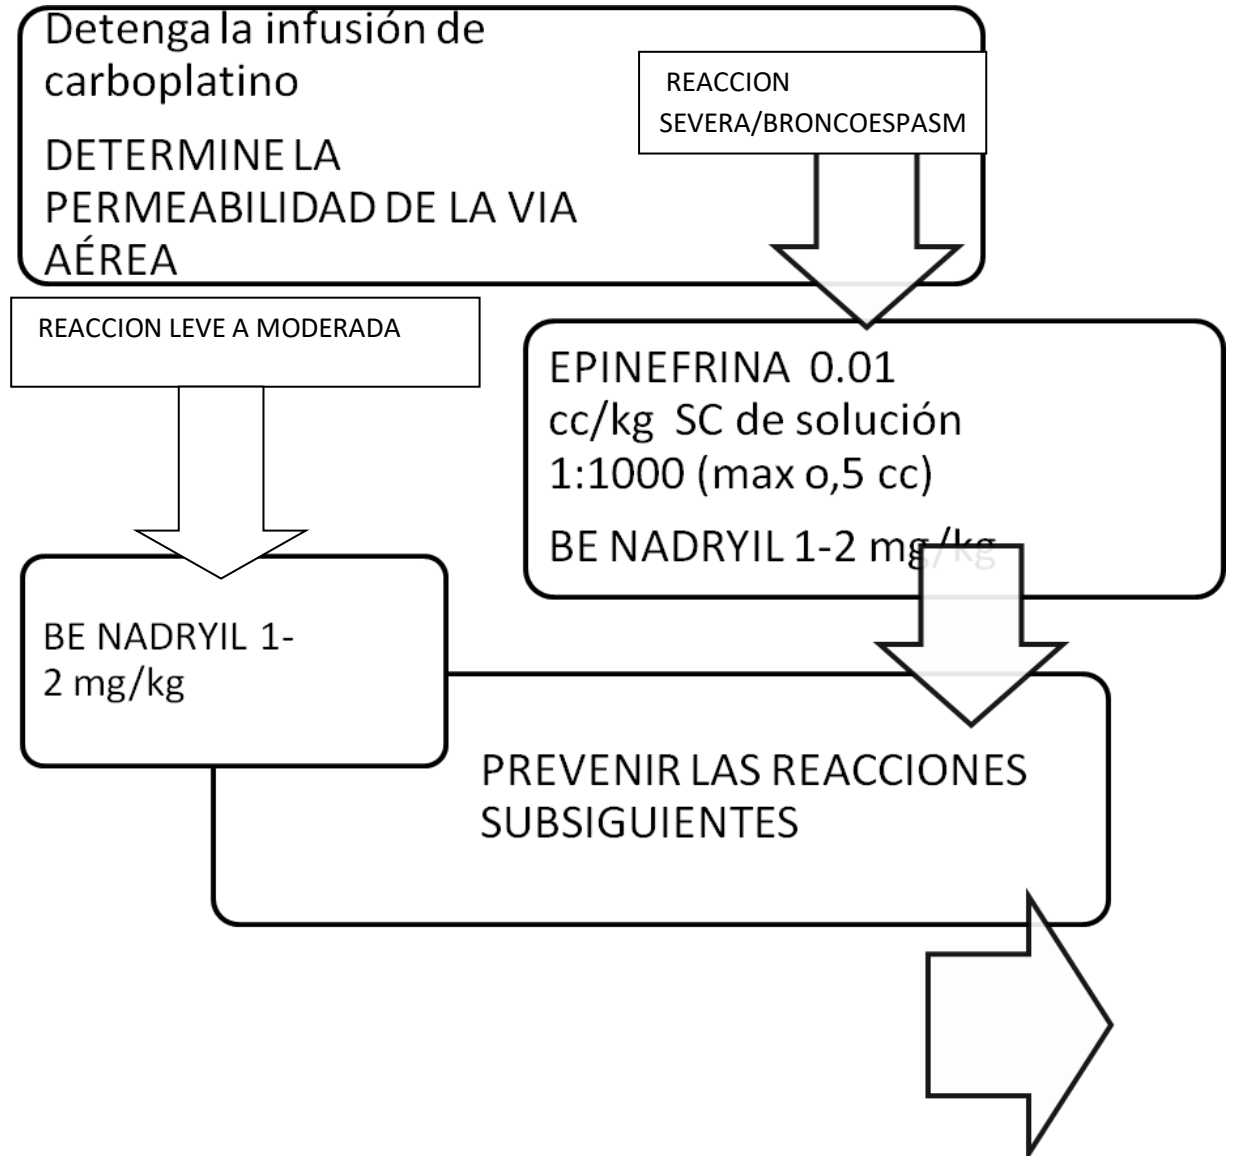 Detenga la infusión de
carboplatino
DETERMINE LA
PERMEABILIDAD DE LA VIA
AÉREA
REACCION
SEVERA/BRONCOESPASM
REACCION LEVE A MODERADA
EPINEFRINA 0.01
cc/kg SC de solución
1:1000 (max o,5 cc)
BE NADRYIL 1-2 mg/kg
BE NADRYIL 1-
2 mg/kg
PREVENIR LAS REACCIONES
SUBSIGUIENTES